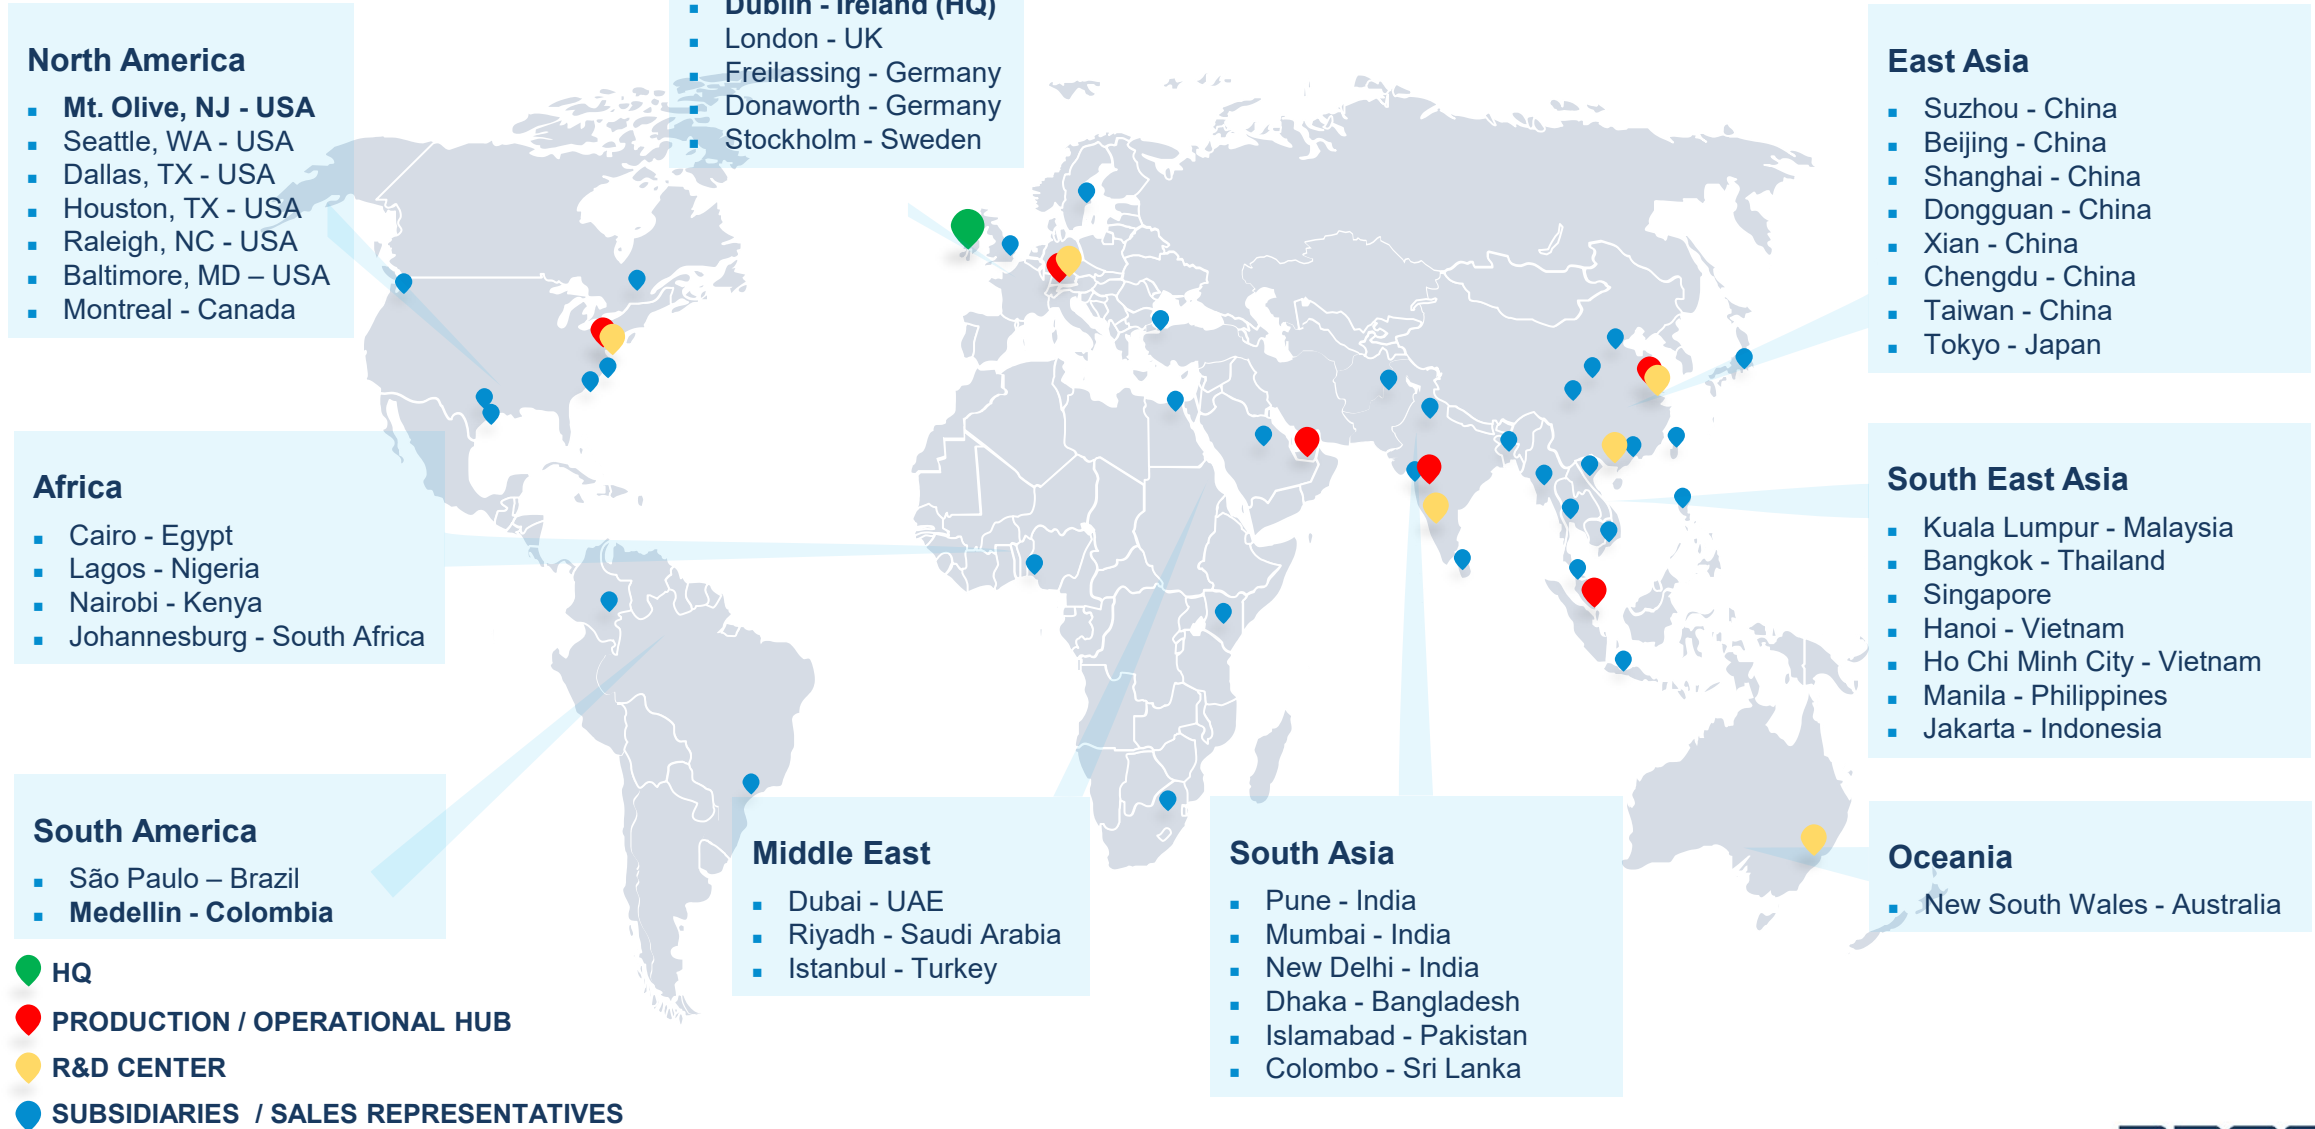 Dublin - Ireland (HQ)
London - UK
Freilassing - Germany
Donaworth - Germany
Stockholm - Sweden
North America
Mt. Olive, NJ - USA
Seattle, WA - USA
Dallas, TX - USA
Houston, TX - USA
Raleigh, NC - USA
Baltimore, MD – USA
Montreal - Canada
East Asia
Suzhou - China
Beijing - China
Shanghai - China
Dongguan - China
Xian - China
Chengdu - China
Taiwan - China
Tokyo - Japan
Africa
Cairo - Egypt
Lagos - Nigeria
Nairobi - Kenya
Johannesburg - South Africa
South East Asia
Kuala Lumpur - Malaysia
Bangkok - Thailand
Singapore
Hanoi - Vietnam
Ho Chi Minh City - Vietnam
Manila - Philippines
Jakarta - Indonesia
South America
São Paulo – Brazil
Medellin - Colombia
Middle East
Dubai - UAE
Riyadh - Saudi Arabia
Istanbul - Turkey
South Asia
Pune - India
Mumbai - India
New Delhi - India
Dhaka - Bangladesh
Islamabad - Pakistan
Colombo - Sri Lanka
Oceania
New South Wales - Australia
HQ
PRODUCTION / OPERATIONAL HUB
R&D CENTER
SUBSIDIARIES / SALES REPRESENTATIVES